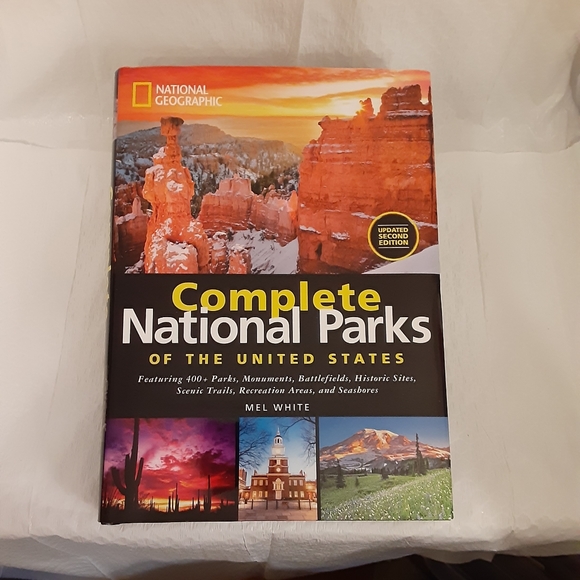 NATIONAL
GEOGRAPHIC
UPDATED
SECOND
EDITION
Complete
National Parks
OF THE UNITED STATES
Featuring 400+ Parks, Monuments, Battlefields, Historic Sites,
Scenic Trails, Recreation Areas, and Seashores
MEL WHITE